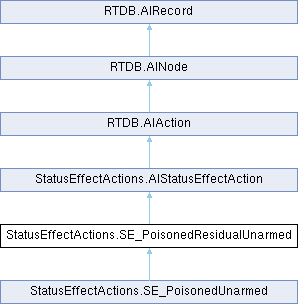 RTDB.AIRecord
RTDB.AINode
RTDB.AIAction
StatusEffectActions.AIStatusEffectAction
StatusEffectActions.SE_PoisonedResidualUnarmed
StatusEffectActions.SE_PoisonedUnarmed